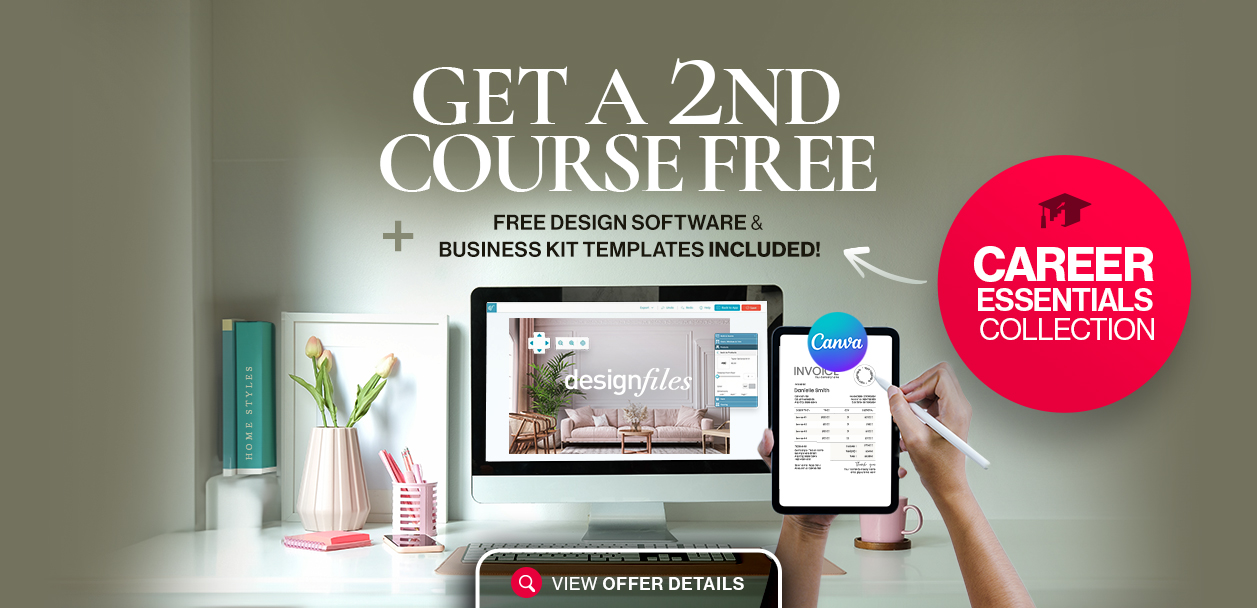 GET A 2ND
COURSE FREE
+
FREE DESIGN SOFTWARE &
BUSINESS KIT TEMPLATES INCLUDED!
CAREER
ESSENTIALS
COLLECTION
HOME STYLES
designfiles
Canva
INVOICE
Danielle Smith
Thank you
VIEW OFFER DETAILS